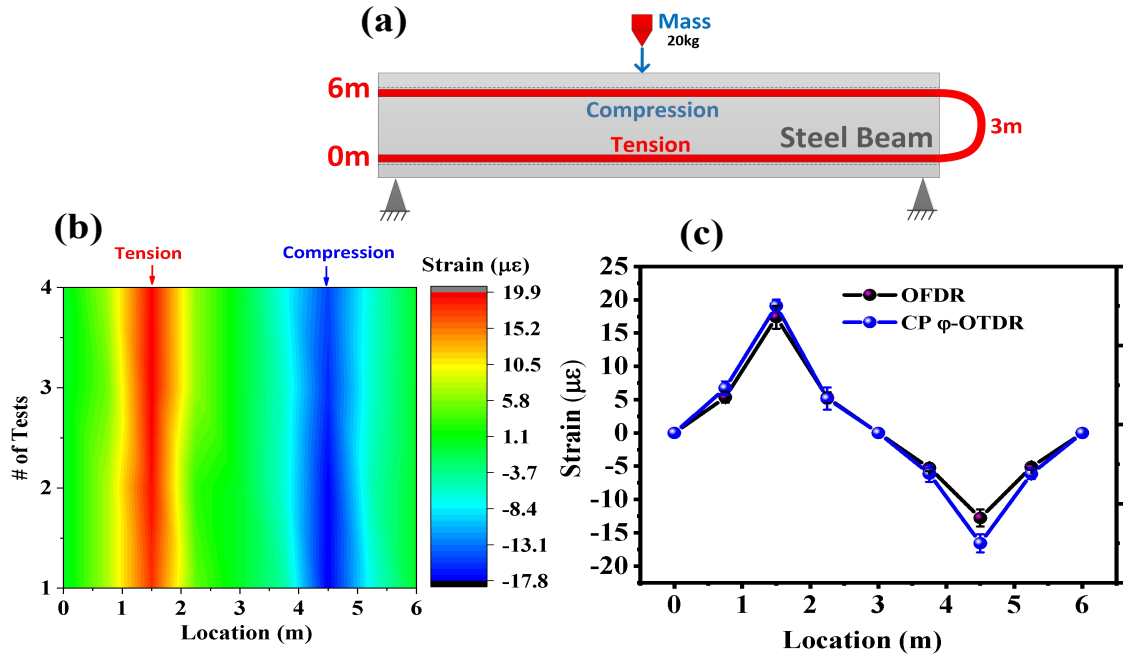 (a)
Mass
20kg
6m
Compression
3m
Tension
Steel Beam
0m
(b)
Tension
Compression
Strain (με)
4
3
2
1
# of Tests
0 1 2 3 4 5 6
Location (m)
19.9
15.2
10.5
5.8
1.1
-3.7
-8.4
-13.1
-17.8
(c)
25
20
15
10
5
0
-5
-10
-15
-20
Strain (με)
OFDR
CP φ-OTDR
0 1 2 3 4 5 6
Location (m)